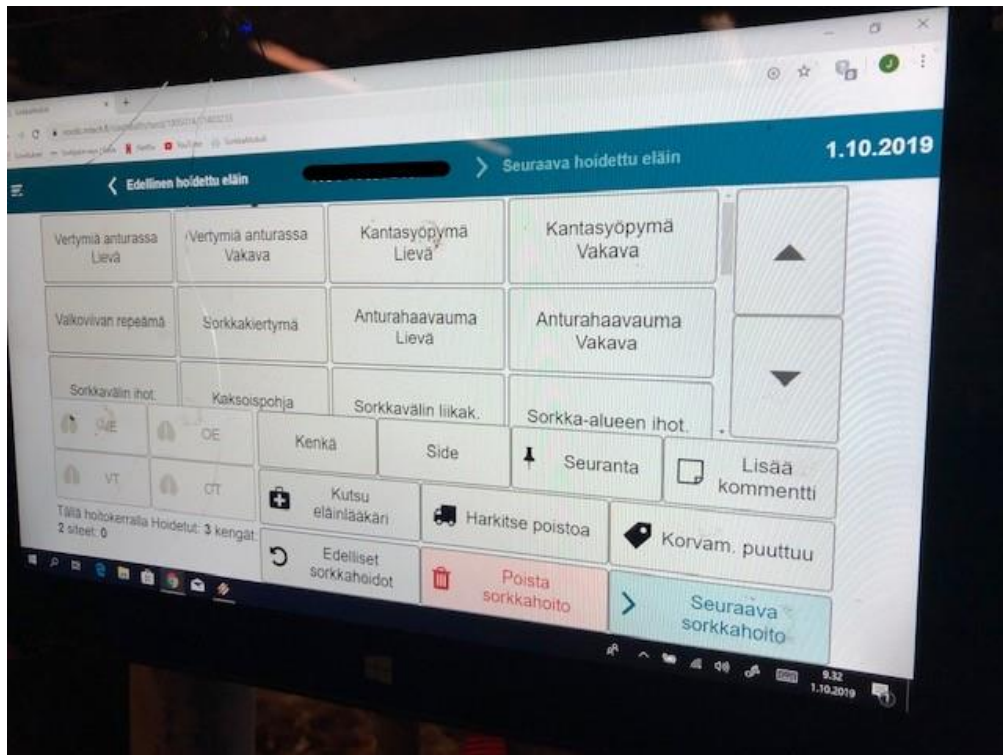 1.10.2019
Edellinen hoidettu eläin
Seuraava hoidettu eläin
Vertymiä anturassa
Lievä
Vertymiä anturassa
Vakava
Kantasyöpymä
Lievä
Kantasyöpymä
Vakava
Valkoviivan repeämä
Sorkkakiertymä
Anturahaavauma
Lievä
Anturahaavauma
Vakava
Sorkkavälin ihot.
Kaksoispohja
Sorkkavälin liikak.
Sorkka-alueen ihot.
OE
Kenkä
Side
Seuranta
Lisää
kommentti
VT
OT
Kutsu
eläinlääkäri
Harkitse poistoa
Korvam. puuttuu
Tällä hoitokerralla Hoidetut: 3 kengät:
2 siteet: 0
Edelliset
sorkkahoidot
Poista
sorkkahoito
Seuraava
sorkkahoito
9.32
1.10.2019